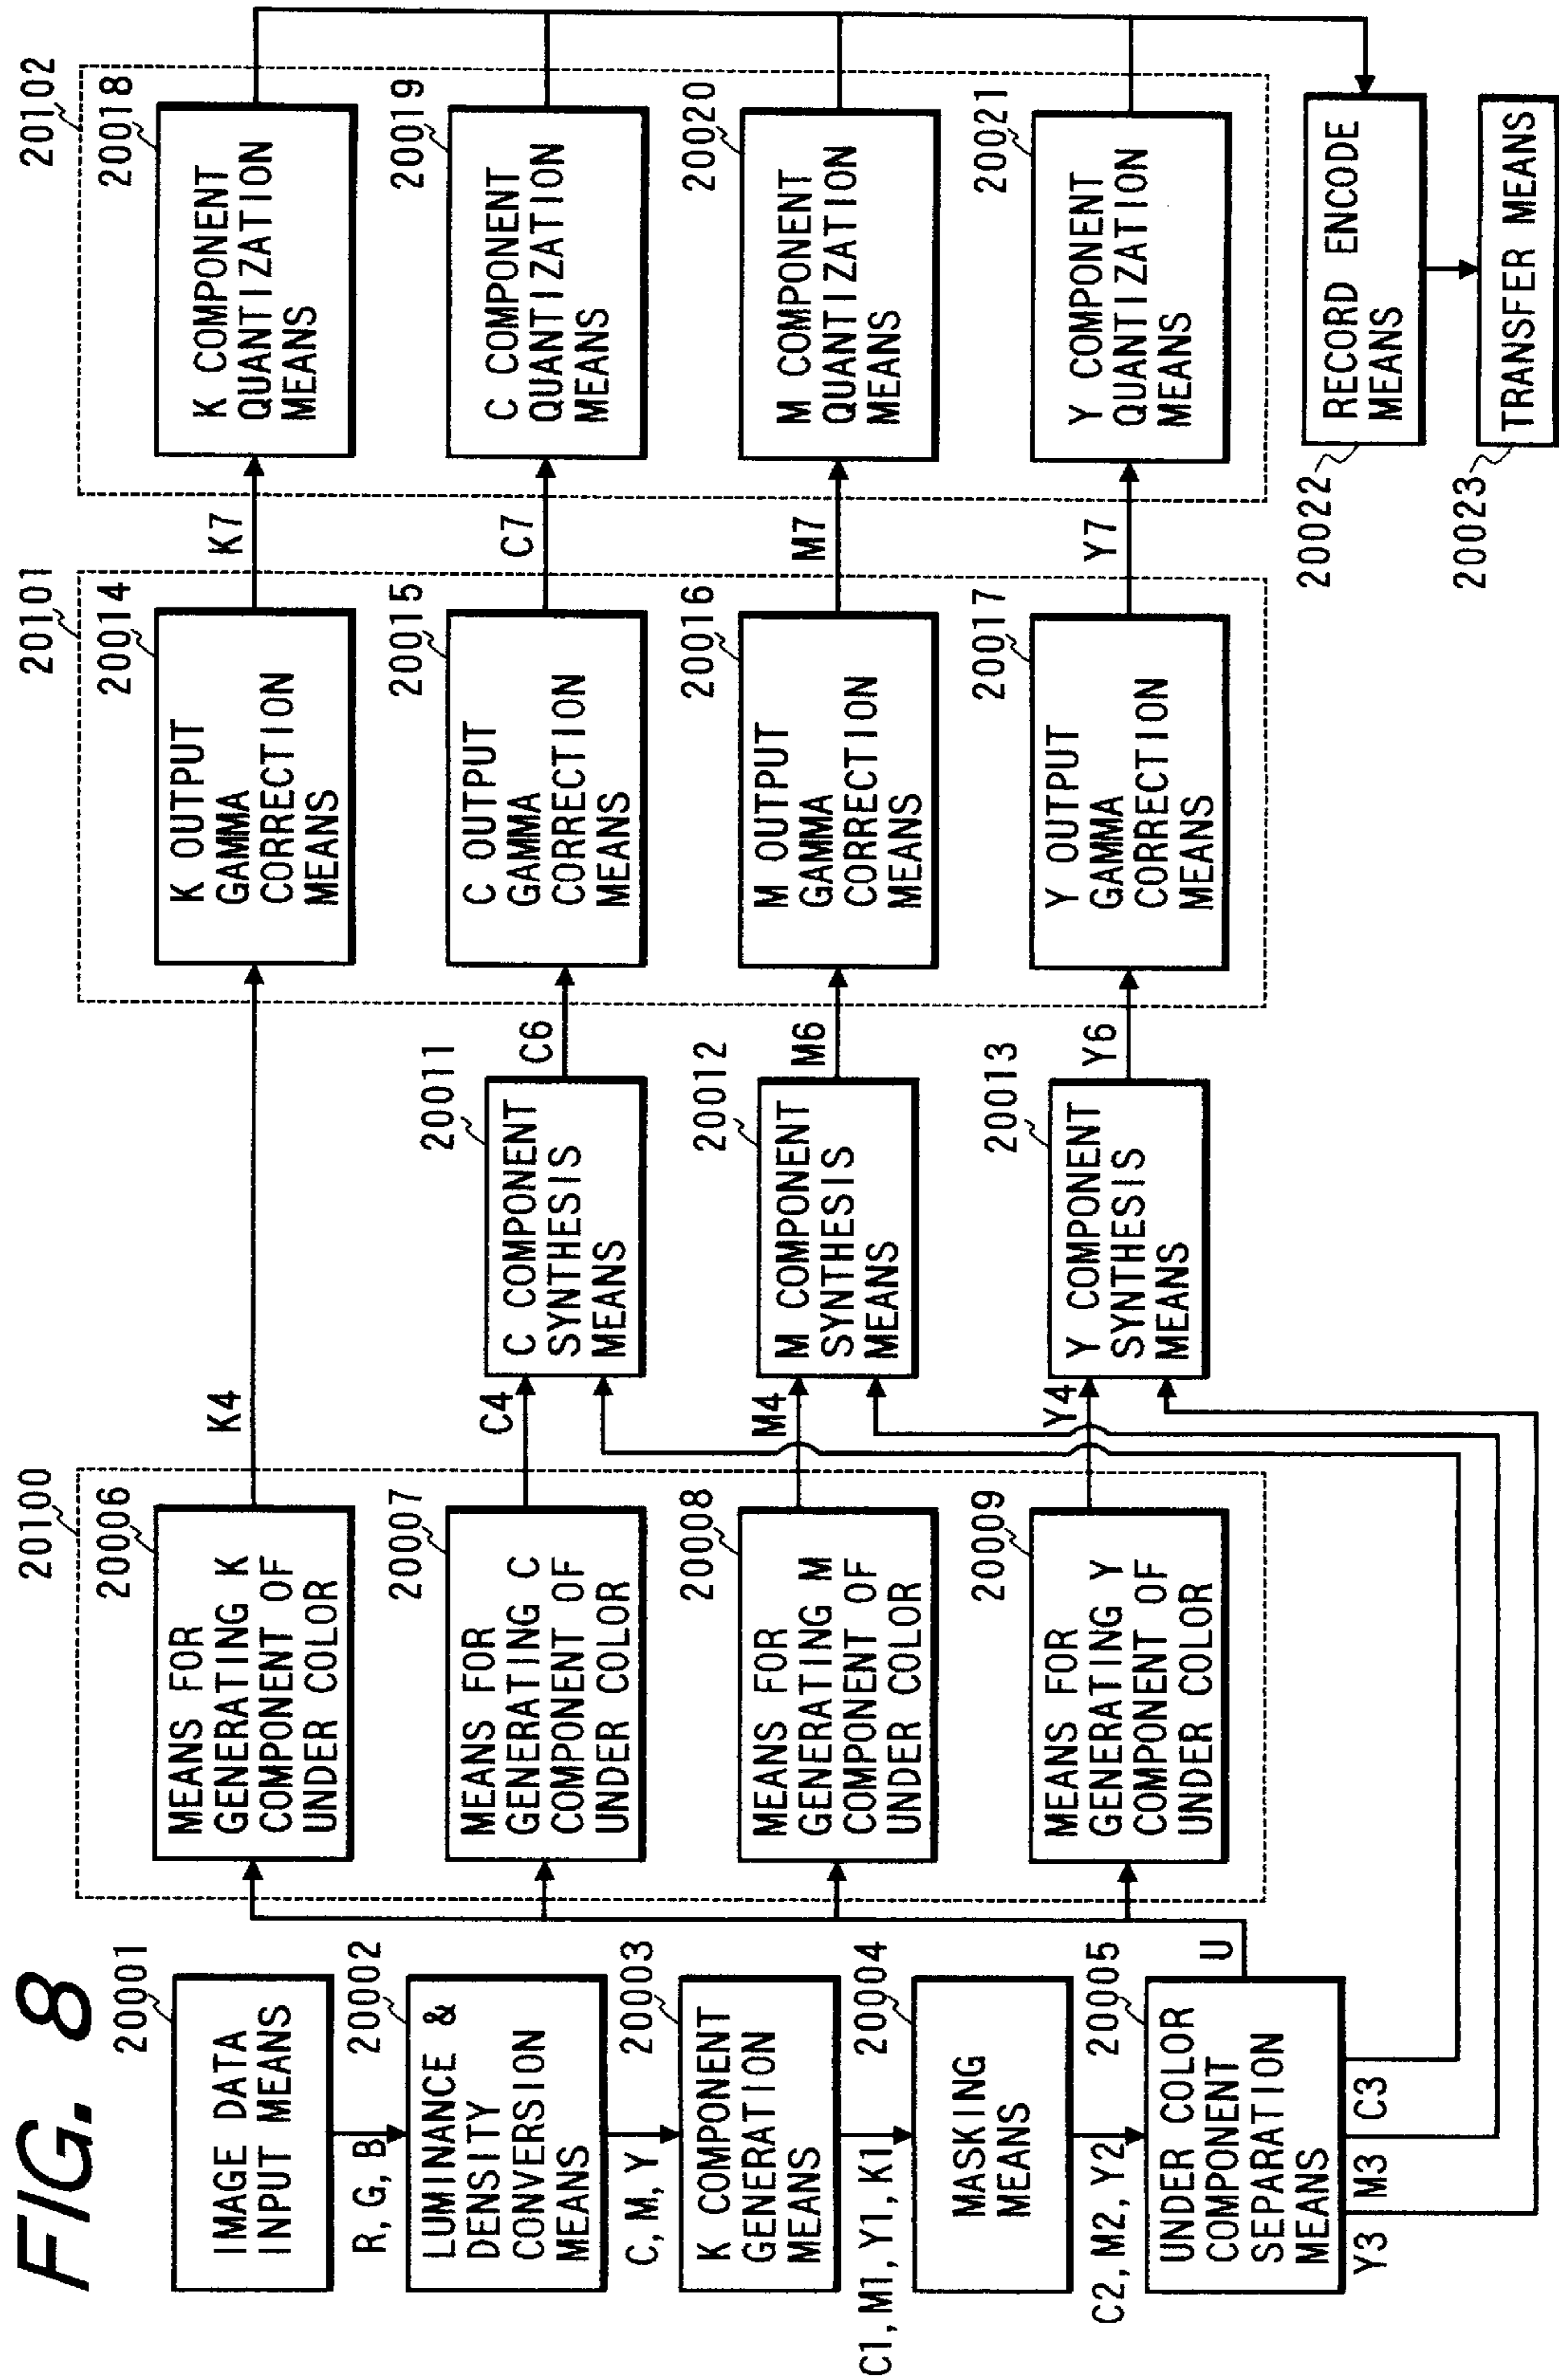 FIG. 8
20001
IMAGE DATA
INPUT MEANS
R, G, B
20002
LUMINANCE &
DENSITY
CONVERSION
MEANS
C, M, Y
20003
K COMPONENT
GENERATION
MEANS
C1, M1, Y1, K1
20004
MASKING
MEANS
C2, M2, Y2
20005
UNDER COLOR
COMPONENT
SEPARATION
MEANS
U
Y3
M3
C3
20100
20006
MEANS FOR
GENERATING K
COMPONENT OF
UNDER COLOR
K4
20007
MEANS FOR
GENERATING C
COMPONENT OF
UNDER COLOR
C4
20008
MEANS FOR
GENERATING M
COMPONENT OF
UNDER COLOR
M4
20009
MEANS FOR
GENERATING Y
COMPONENT OF
UNDER COLOR
Y4
20011
C COMPONENT
SYNTHESIS
MEANS
C6
20012
M COMPONENT
SYNTHESIS
MEANS
M6
20013
Y COMPONENT
SYNTHESIS
MEANS
Y6
20101
20014
K OUTPUT
GAMMA
CORRECTION
MEANS
K7
20015
C OUTPUT
GAMMA
CORRECTION
MEANS
C7
20016
M OUTPUT
GAMMA
CORRECTION
MEANS
M7
20017
Y OUTPUT
GAMMA
CORRECTION
MEANS
Y7
20102
20018
K COMPONENT
QUANTIZATION
MEANS
20019
C COMPONENT
QUANTIZATION
MEANS
20020
M COMPONENT
QUANTIZATION
MEANS
20021
Y COMPONENT
QUANTIZATION
MEANS
20022
RECORD ENCODE
MEANS
20023
TRANSFER MEANS